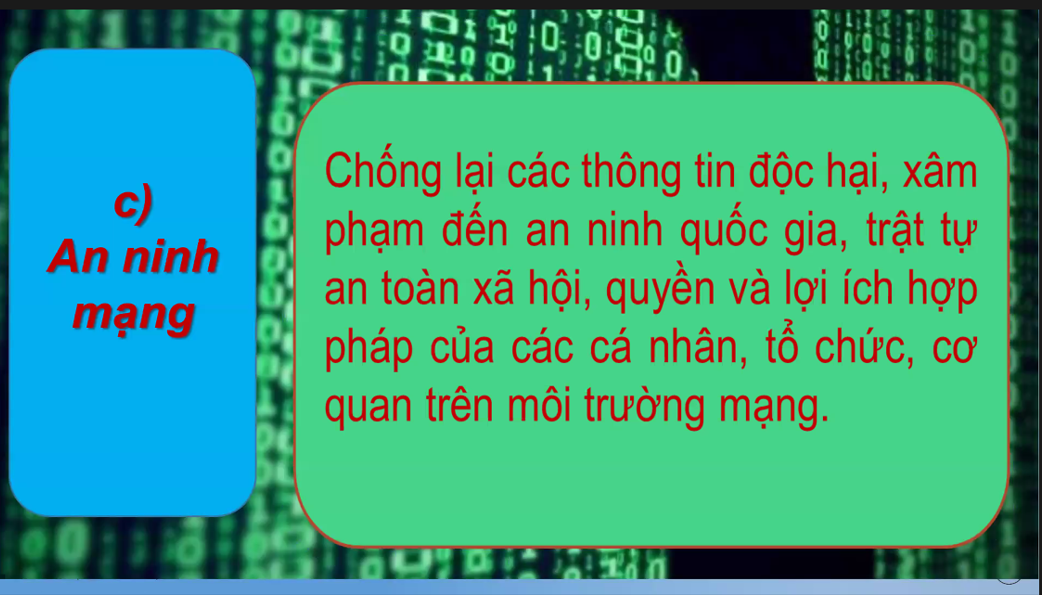 c)
An ninh
mạng
Chống lại các thông tin độc hại, xâm
phạm đến an ninh quốc gia, trật tự
an toàn xã hội, quyền và lợi ích hợp
pháp của các cá nhân, tổ chức, cơ
quan trên môi trường mạng.